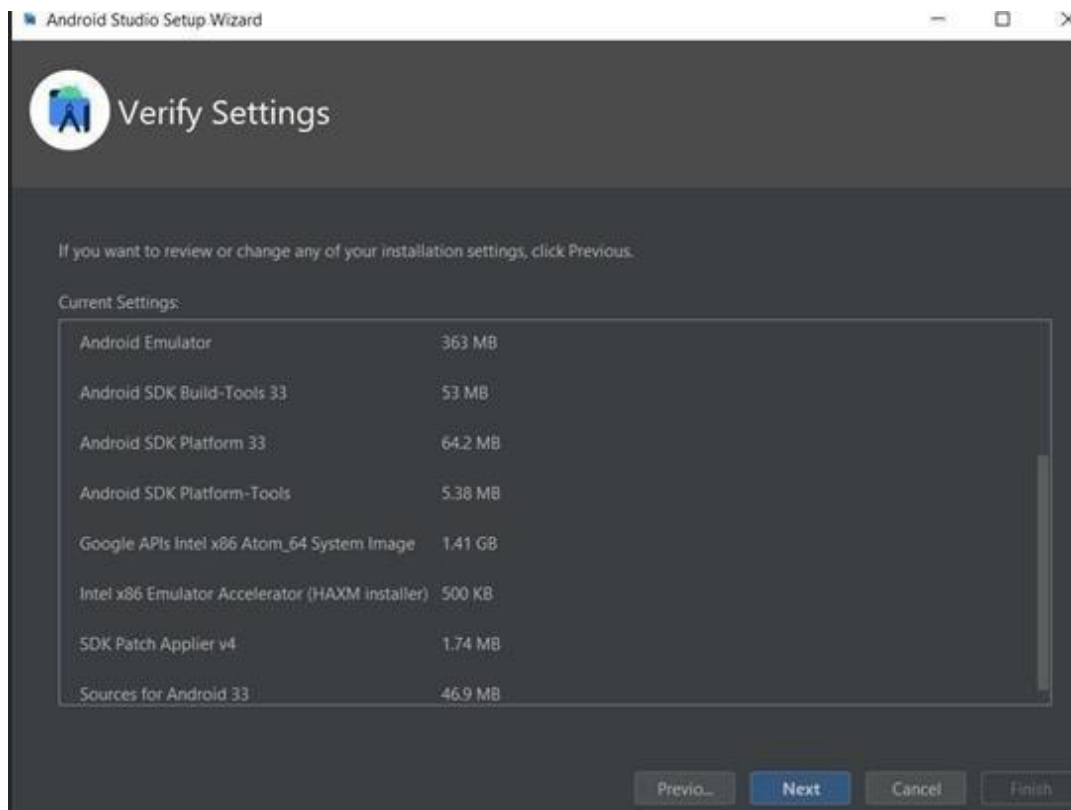 Android Studio Setup Wizard
Verify Settings
If you want to review or change any of your installation settings, click Previous.
Current Settings:
Android Emulator 363 MB
Android SDK Build-Tools 33 53 MB
Android SDK Platform 33 64.2 MB
Android SDK Platform-Tools 5.38 MB
Google APIs Intel x86 Atom_64 System Image 1.41 GB
Intel x86 Emulator Accelerator (HAXM installer) 500 KB
SDK Patch Applier v4 1.74 MB
Sources for Android 33 46.9 MB
Previo... Next Cancel Finish